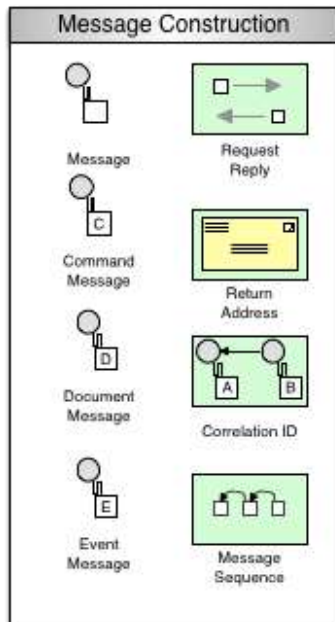 Message Construction
Message
Request
Reply
C
Command
Message
Return
Address
D
Document
Message
A
B
Correlation ID
E
Event
Message
Message
Sequence